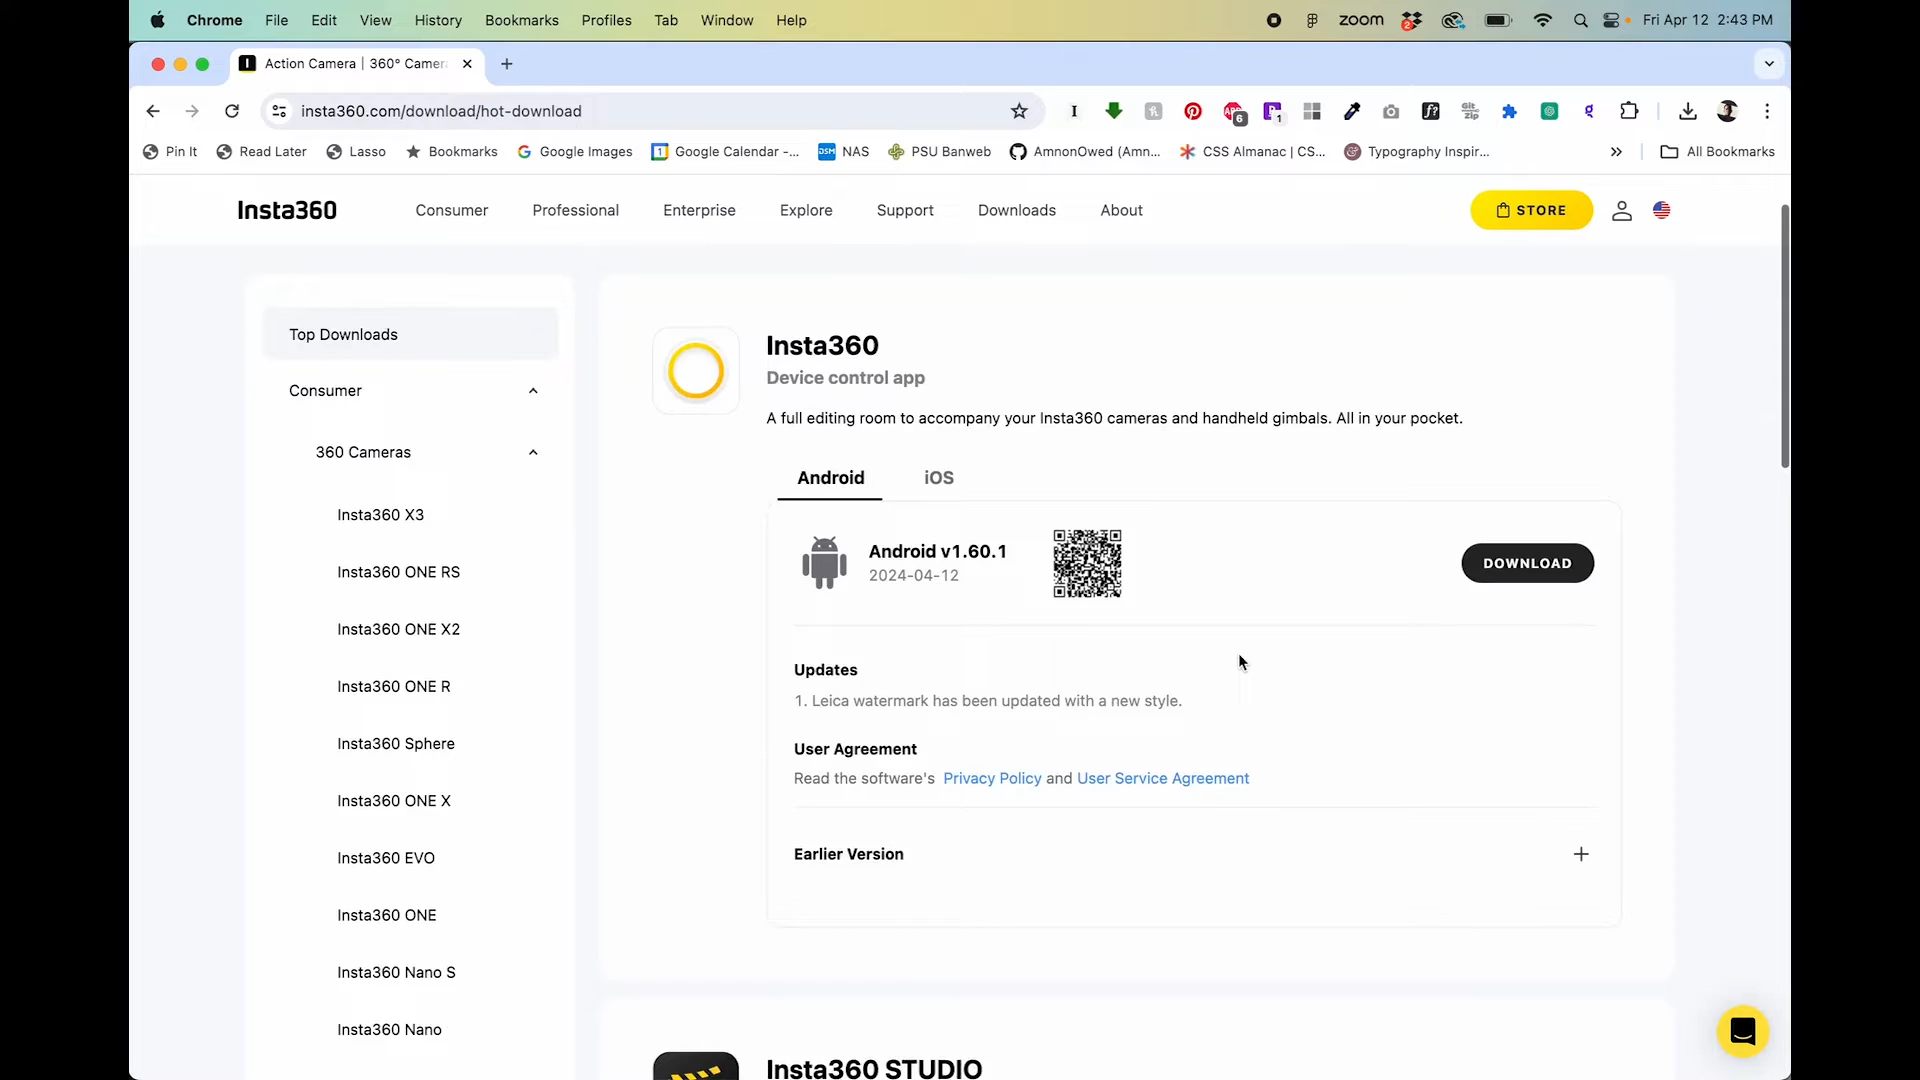 Chrome File Edit View History Bookmarks Profiles Tab Window Help zoom 2 Fri Apr 12 2:43 PM
Action Camera | 360° Camer
insta360.com/download/hot-download 6 1
Pin It Read Later Lasso Bookmarks Google Images Google Calendar -... NAS PSU Banweb AmnonOwed (Amn... CSS Almanac | CS... Typography Inspir... » All Bookmarks
Insta360 Consumer Professional Enterprise Explore Support Downloads About STORE
Top Downloads
Consumer
360 Cameras
Insta360 X3
Insta360 ONE RS
Insta360 ONE X2
Insta360 ONE R
Insta360 Sphere
Insta360 ONE X
Insta360 EVO
Insta360 ONE
Insta360 Nano S
Insta360 Nano
Insta360
Device control app
A full editing room to accompany your Insta360 cameras and handheld gimbals. All in your pocket.
Android iOS
Android v1.60.1
2024-04-12
DOWNLOAD
Updates
1. Leica watermark has been updated with a new style.
User Agreement
Read the software's Privacy Policy and User Service Agreement
Earlier Version
Insta360 STUDIO